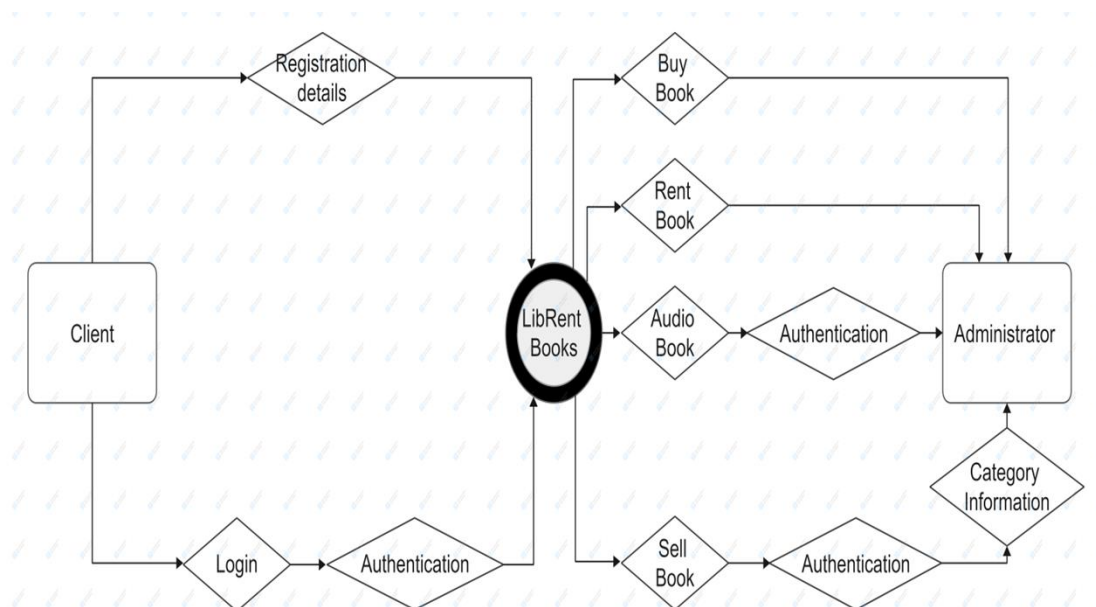 Registration
details
Buy
Book
Rent
Book
Client
LibRent
Books
Audio
Book
Authentication
Administrator
Category
Information
Login
Authentication
Sell
Book
Authentication